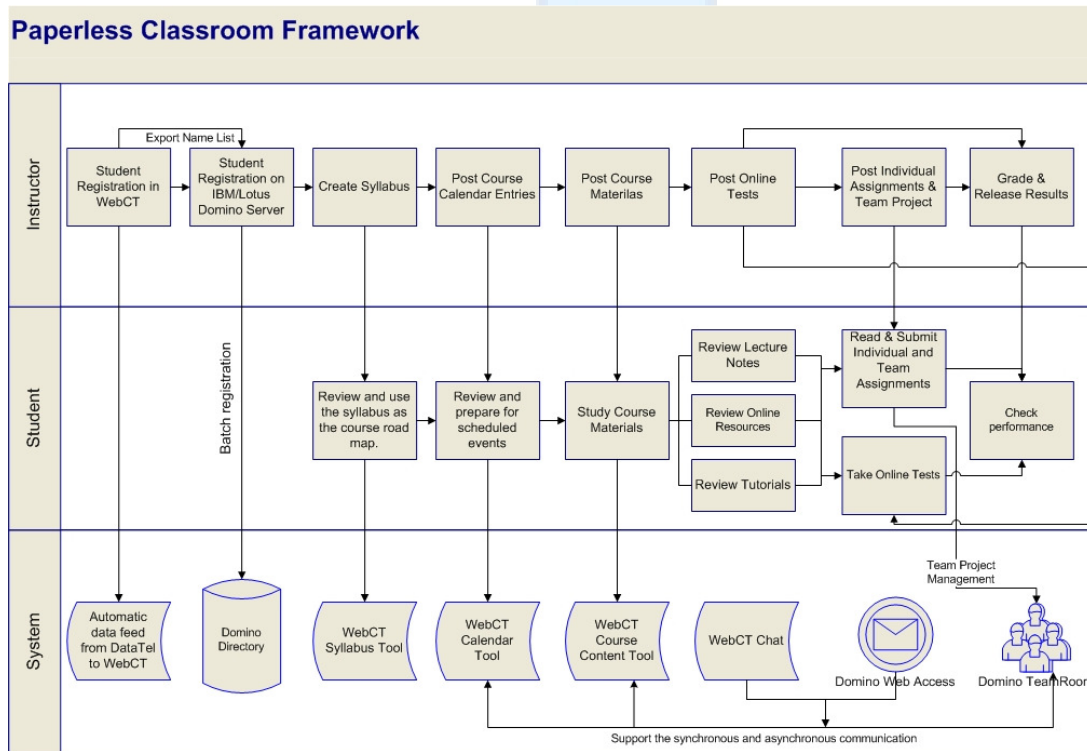 Paperless Classroom Framework
Instructor
Export Name List
Student
Registration in
WebCT
Student
Registration on
IBM/Lotus
Domino Server
Create Syllabus
Post Course
Calendar Entries
Post Course
Materilas
Post Online
Tests
Post Individual
Assignments &
Team Project
Grade &
Release Results
Student
Batch registration
Review and use
the syllabus as
the course road
map.
Review and
prepare for
scheduled
events
Study Course
Materials
Review Lecture
Notes
Review Online
Resources
Review Tutorials
Read & Submit
Individual and
Team
Assignments
Take Online Tests
Check
performance
System
Team Project
Management
Automatic
data feed
from DataTel
to WebCT
Domino
Directory
WebCT
Syllabus Tool
WebCT
Calendar
Tool
WebCT
Course
Content Tool
WebCT Chat
Domino Web Access
Domino TeamRoor
Support the synchronous and asynchronous communication